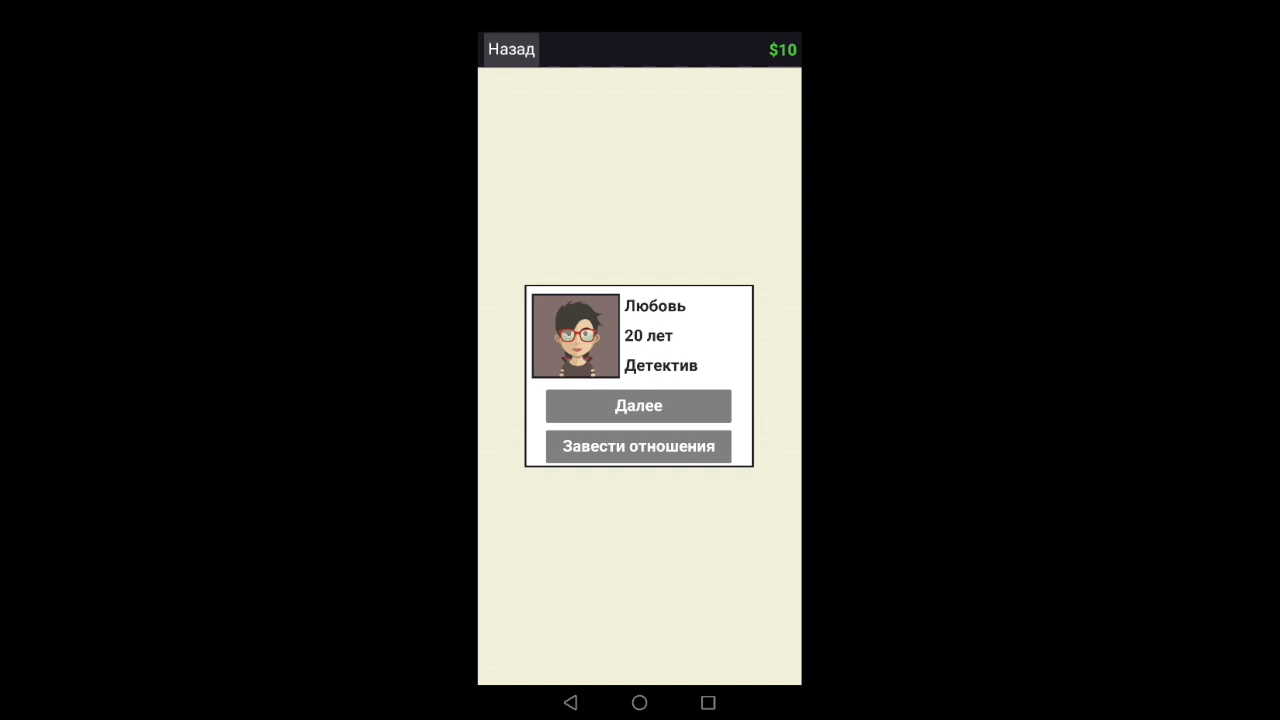 Назад
$10
Любовь
20 лет
Детектив
Далее
Завести отношения